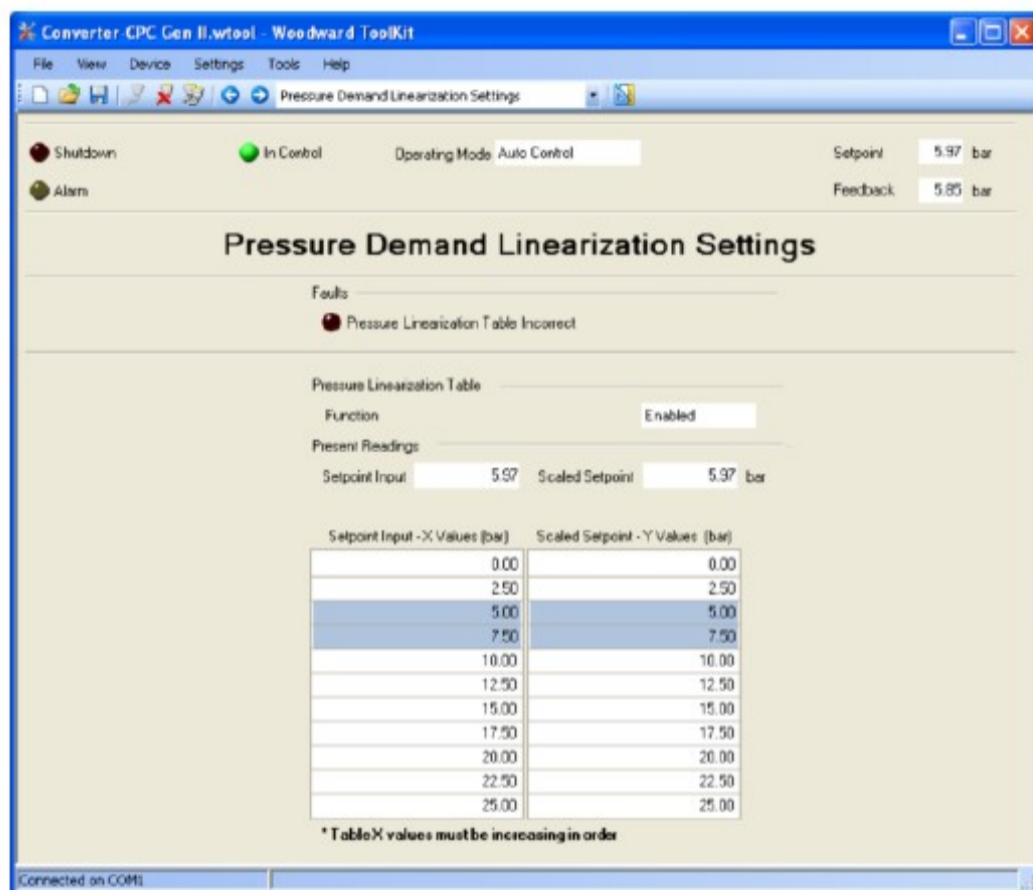 Converter-CPC Gen II.wtool - Woodward ToolKit
File View Device Settings Tools Help
Pressure Demand Linearization Settings
Shutdown In Control Operating Mode Auto Control Setpoint 5.97 bar
Alarm Feedback 5.85 bar
Pressure Demand Linearization Settings
Faults
Pressure Linearization Table Incorrect
Pressure Linearization Table
Function Enabled
Present Readings
Setpoint Input 5.97 Scaled Setpoint 5.97 bar
Setpoint Input - X Values (bar) Scaled Setpoint - Y Values (bar)
0.00 0.00
2.50 2.50
5.00 5.00
7.50 7.50
10.00 10.00
12.50 12.50
15.00 15.00
17.50 17.50
20.00 20.00
22.50 22.50
25.00 25.00
* Table X values must be increasing in order
Connected on COM1